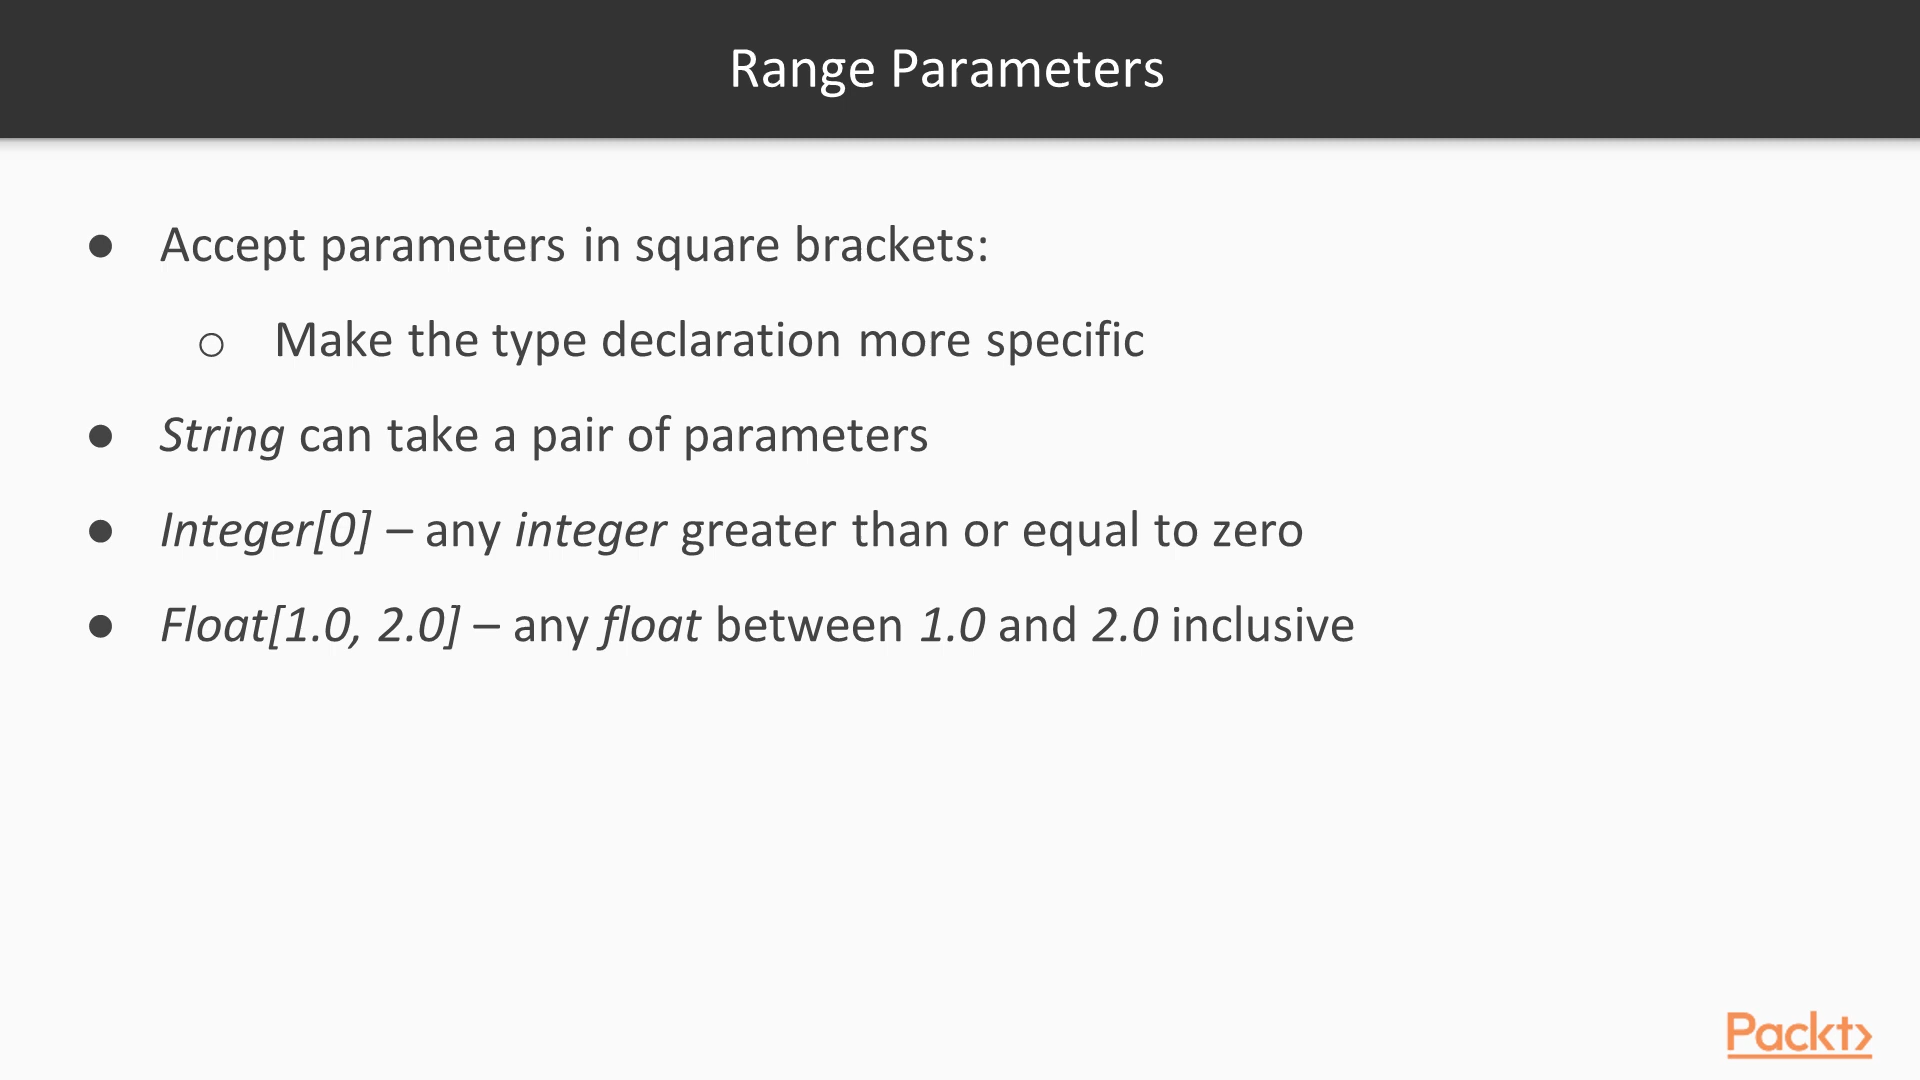 Range Parameters
● Accept parameters in square brackets:
○ Make the type declaration more specific
● String can take a pair of parameters
● Integer[0] – any integer greater than or equal to zero
● Float[1.0, 2.0] – any float between 1.0 and 2.0 inclusive
Packt>